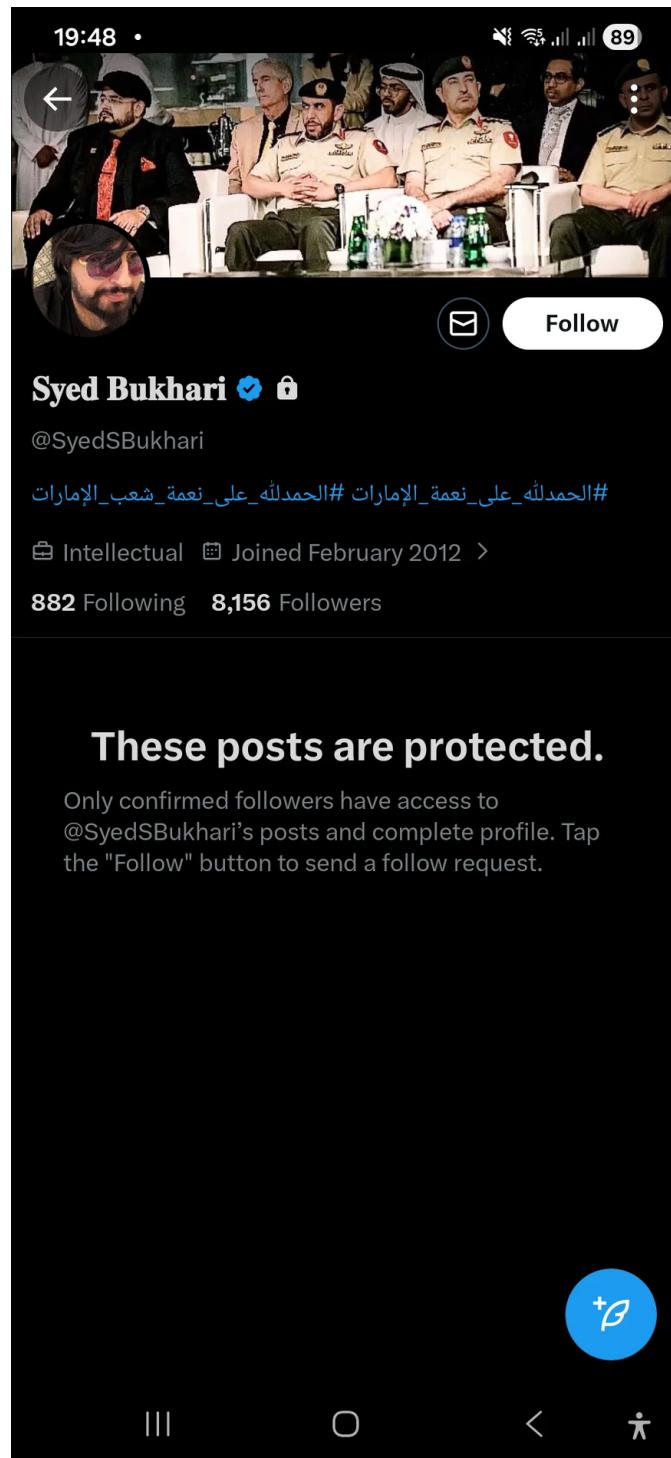 19:48
89
Follow
Syed Bukhari
@SyedSBukhari
#الحمدلله_على_نعمة_الإمارات #الحمدلله_على_نعمة_شعب_الإمارات
Intellectual Joined February 2012
882 Following 8,156 Followers
These posts are protected.
Only confirmed followers have access to
@SyedSBukhari’s posts and complete profile. Tap
the "Follow" button to send a follow request.